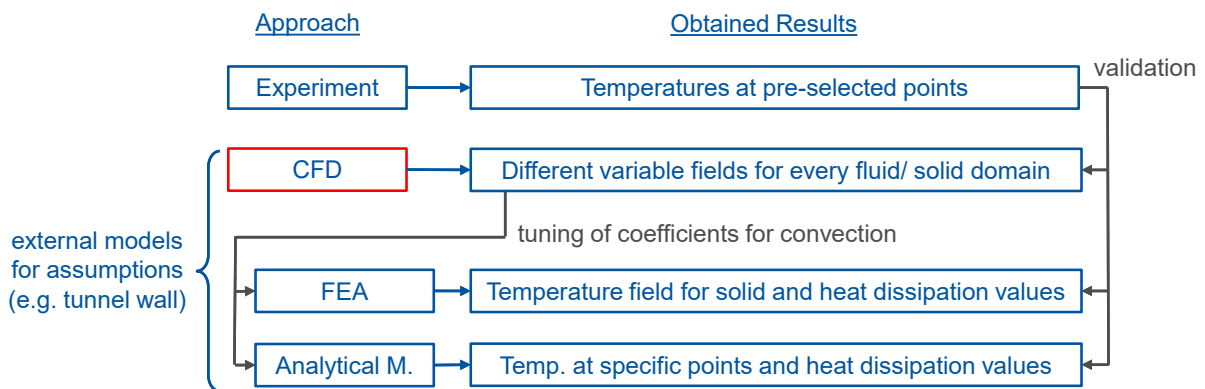 Approach
Obtained Results
Experiment
Temperatures at pre-selected points
validation
CFD
Different variable fields for every fluid/ solid domain
tuning of coefficients for convection
external models
for assumptions
(e.g. tunnel wall)
FEA
Temperature field for solid and heat dissipation values
Analytical M.
Temp. at specific points and heat dissipation values